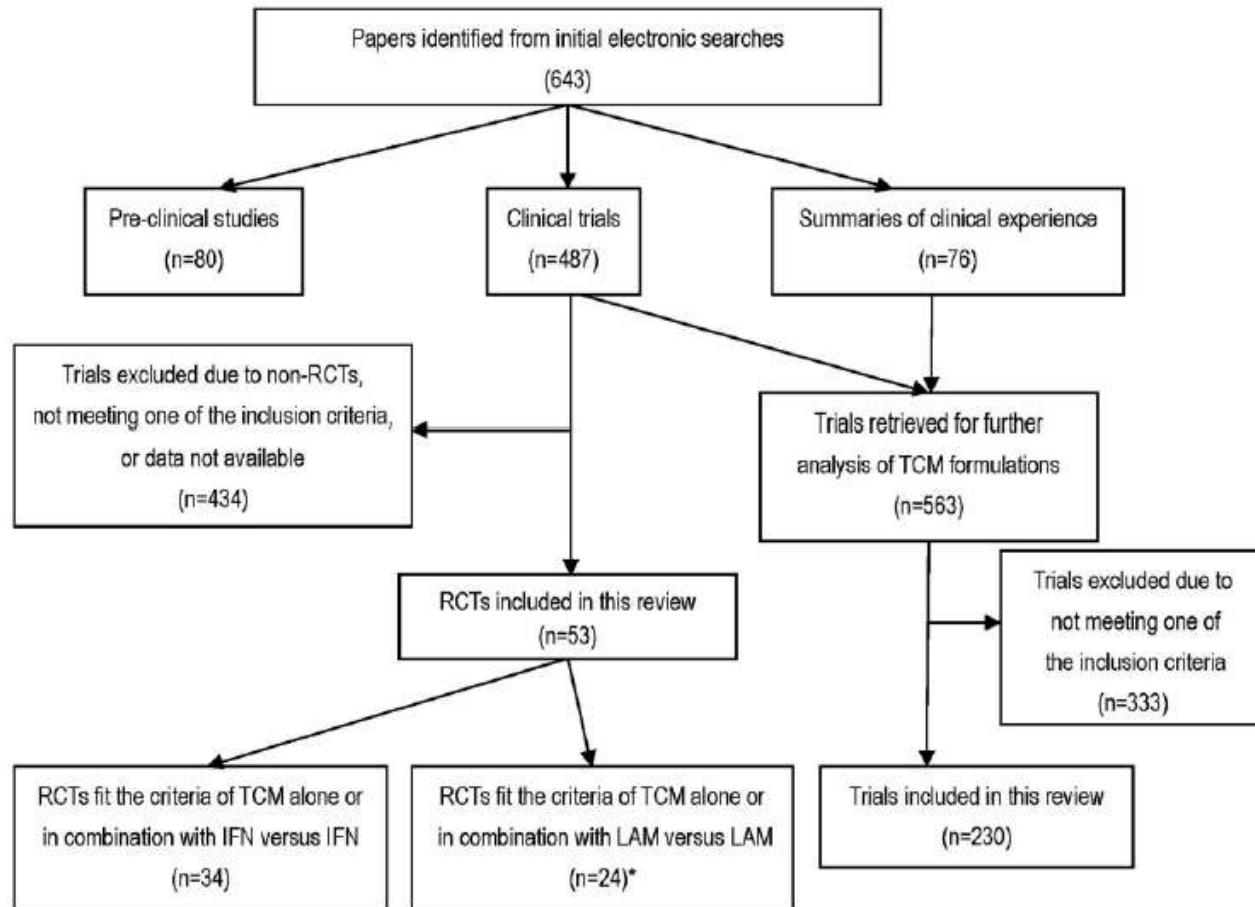 Papers identified from initial electronic searches
(643)
Pre-clinical studies
(n=80)
Clinical trials
(n=487)
Summaries of clinical experience
(n=76)
Trials excluded due to non-RCTs,
not meeting one of the inclusion criteria,
or data not available
(n=434)
Trials retrieved for further
analysis of TCM formulations
(n=563)
RCTs included in this review
(n=53)
Trials excluded due to
not meeting one of
the inclusion criteria
(n=333)
RCTs fit the criteria of TCM alone or
in combination with IFN versus IFN
(n=34)
RCTs fit the criteria of TCM alone or
in combination with LAM versus LAM
(n=24)*
Trials included in this review
(n=230)